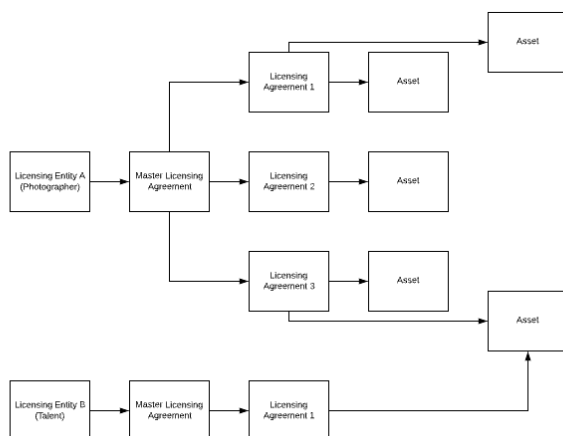 Asset
Licensing
Agreement 1
Asset
Licensing Entity A
(Photographer)
Master Licensing
Agreement
Licensing
Agreement 2
Asset
Licensing
Agreement 3
Asset
Asset
Licensing Entity B
(Talent)
Master Licensing
Agreement
Licensing
Agreement 1